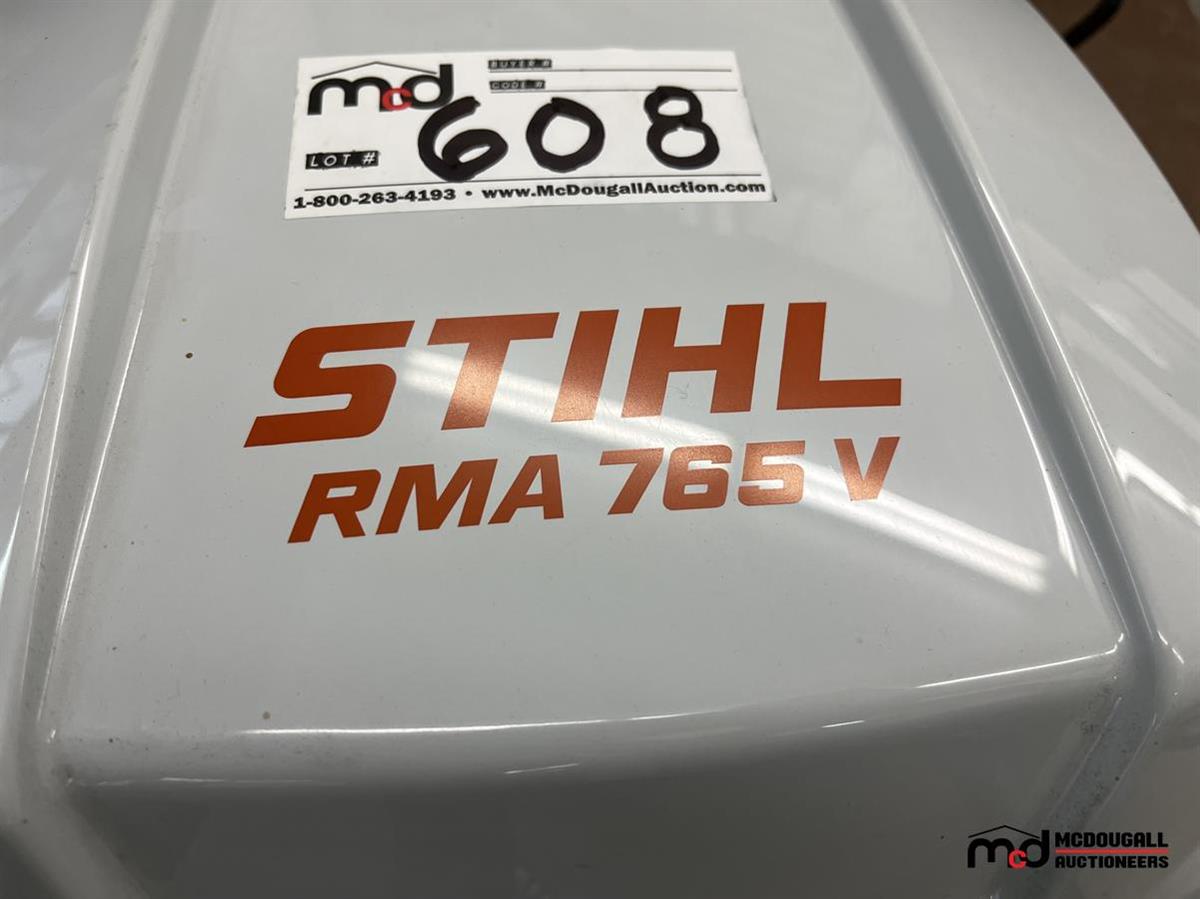 mcd
BUYER #
CODE #
LOT # 608
1-800-263-4193 • www.McDougallAuction.com
STIHL
RMA 765 V
mcd MCDOUGALL
AUCTIONEERS